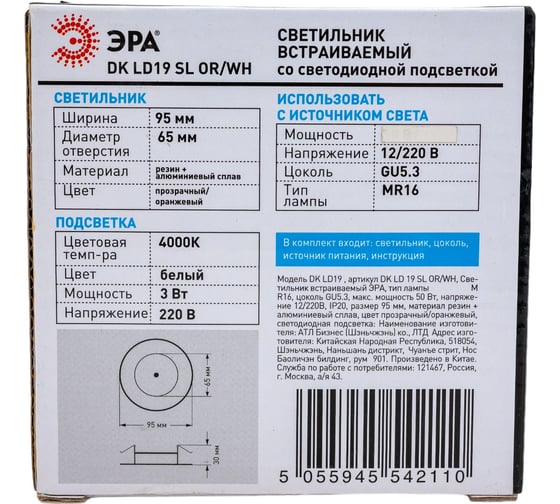 ЭРА
DK LD19 SL OR/WH
СВЕТИЛЬНИК
ВСТРАИВАЕМЫЙ
со светодиодной подсветкой
СВЕТИЛЬНИК
Ширина 95 мм
Диаметр отверстия 65 мм
Материал резин + алюминиевый сплав
Цвет прозрачный/оранжевый
ПОДСВЕТКА
Цветовая темп-ра 4000К
Цвет белый
Мощность 3 Вт
Напряжение 220 В
65 мм
95 мм
30 мм
ИСПОЛЬЗОВАТЬ
С ИСТОЧНИКОМ СВЕТА
Мощность
Напряжение 12/220 В
Цоколь GU5.3
Тип лампы MR16
В комплект входит: светильник, цоколь,
источник питания, инструкция
Модель DK LD19 , артикул DK LD 19 SL OR/WH, Све-
тильник встраиваемый ЭРА, тип лампы M
R16, цоколь GU5.3, макс. мощность 50 Вт, напряже-
ние 12/220В, IP20, размер 95 мм, материал резин +
алюминиевый сплав, цвет прозрачный/оранжевый,
светодиодная подсветка: Наименование изготови-
теля: АТЛ Бизнес (Шэньчжэнь) ко., ЛТД Адрес изго-
товителя: Китайская Народная Республика, 518054,
Шэньчжэнь, Наньшань дистрикт, Чуанъе стрит, Нос
Баоличэн билдинг, рум 901. Произведено в Китае.
Служба по работе с потребителями: 121467, Россия,
г. Москва, а/я 43.
5 055945 542110